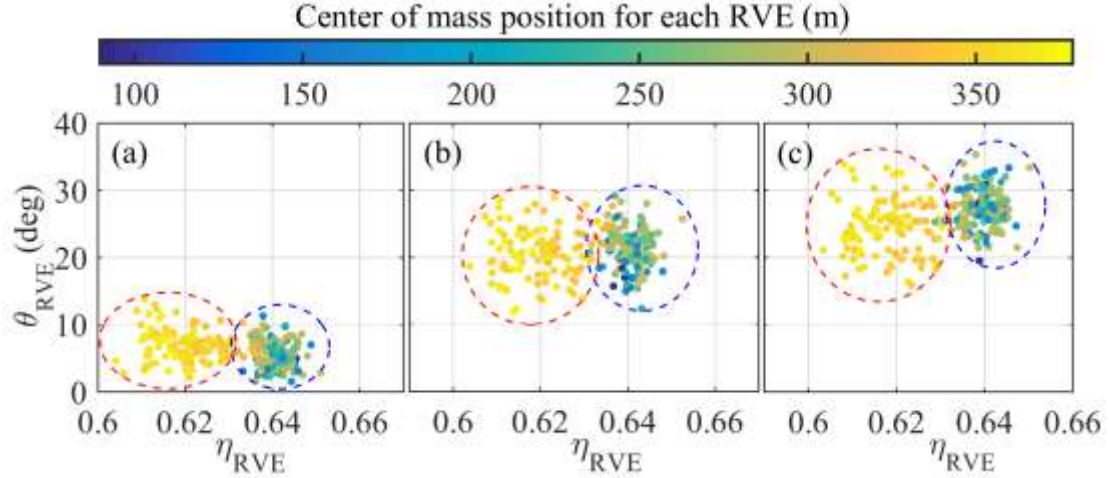 Center of mass position for each RVE (m)
100 150 200 250 300 350
40
30
20
10
0
θRVE (deg)
(a) (b) (c)
0.6 0.62 0.64 0.66 0.6 0.62 0.64 0.66 0.6 0.62 0.64 0.66
ηRVE ηRVE ηRVE